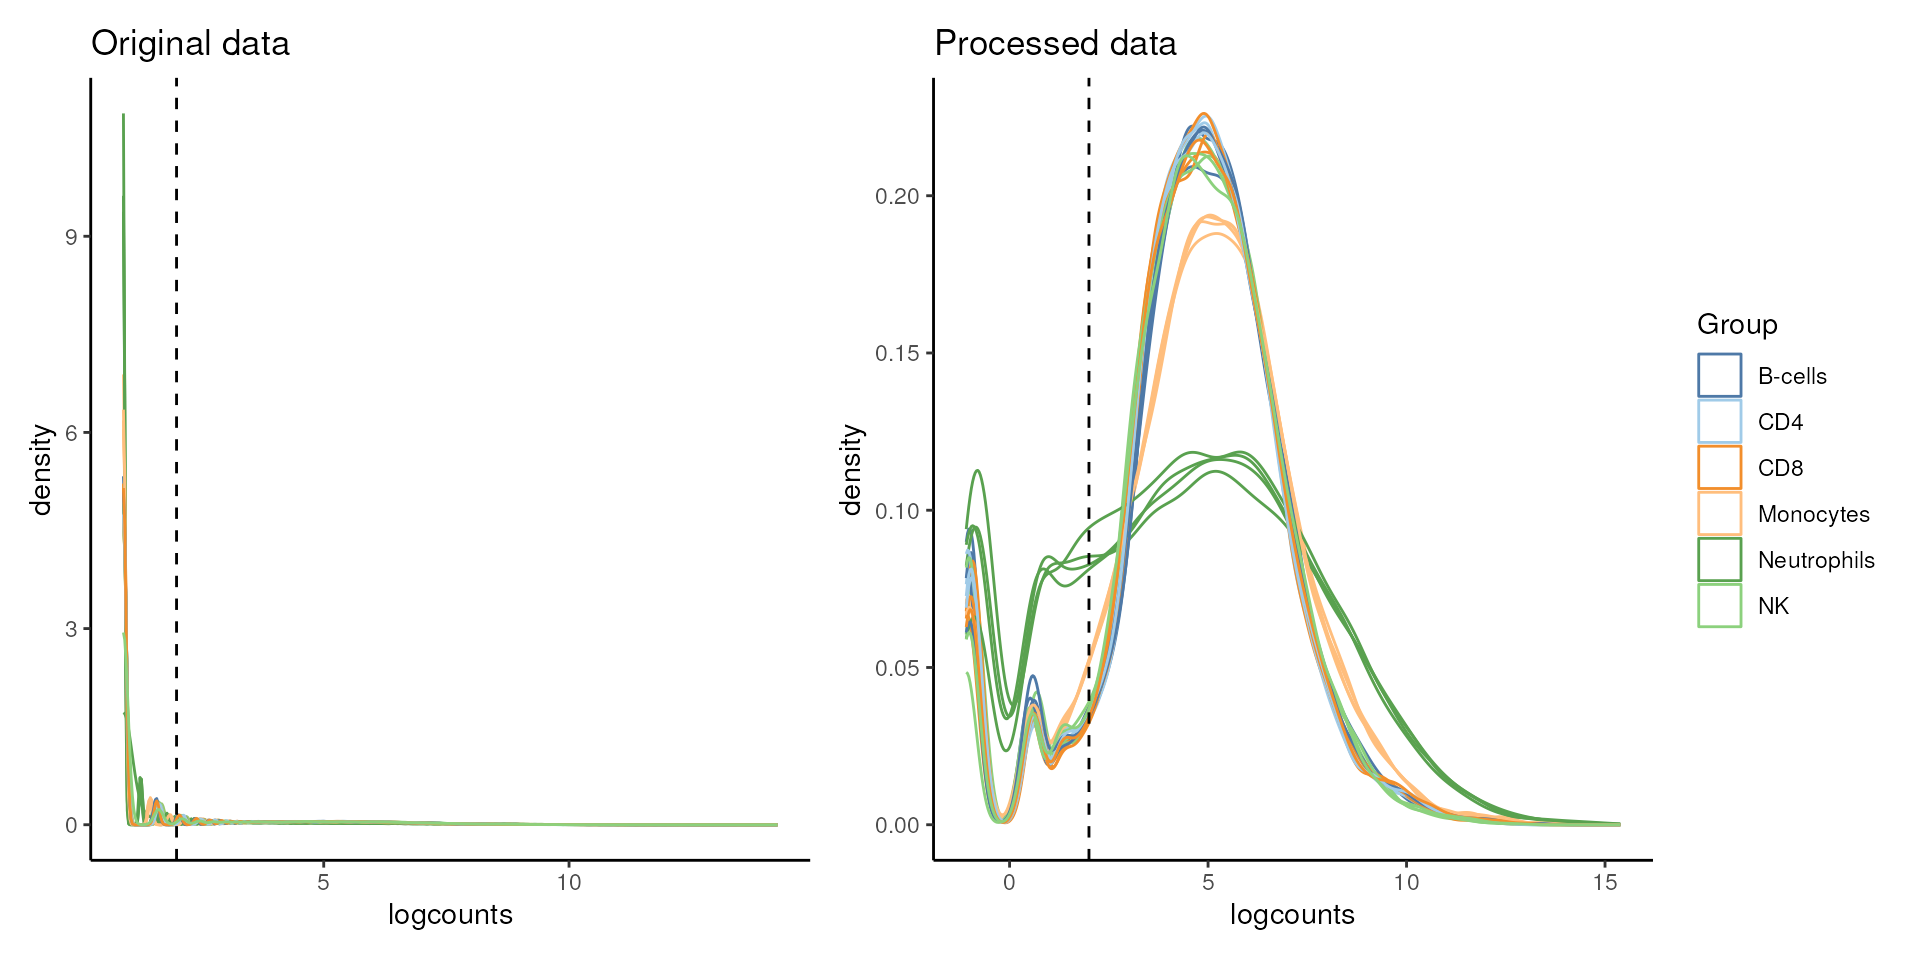 Original data
Processed data
density
9
6
3
0
5
10
logcounts
density
0.20
0.15
0.10
0.05
0.00
0
5
10
15
logcounts
Group
B-cells
CD4
CD8
Monocytes
Neutrophils
NK